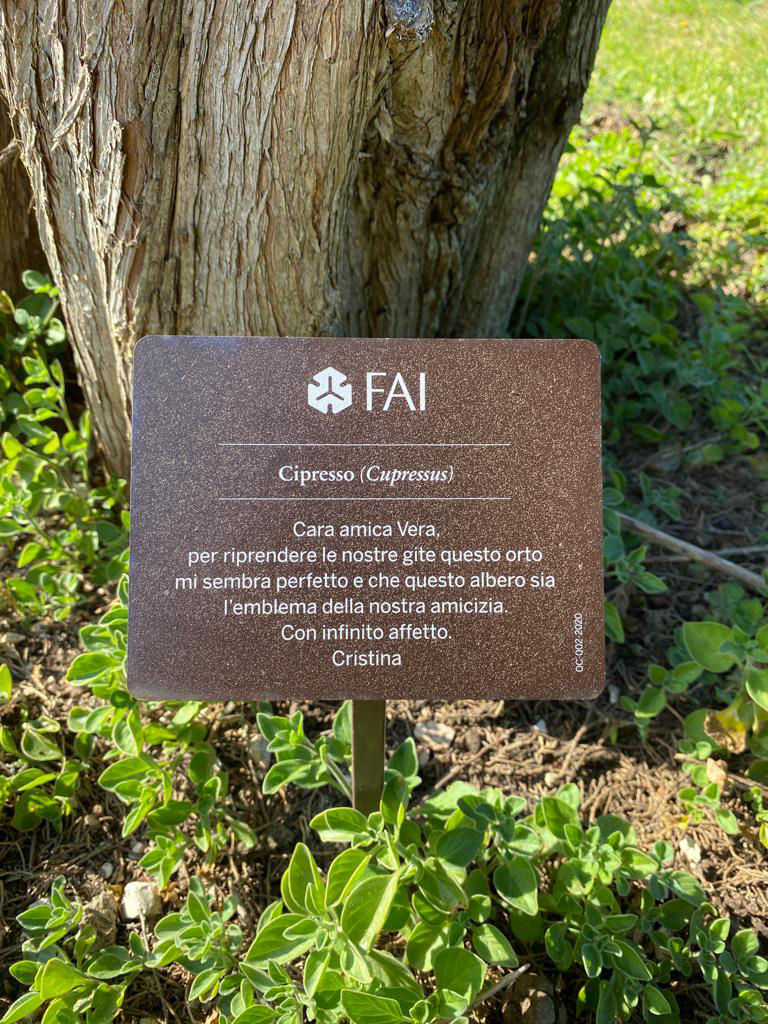 FAI
Cipresso (Cupressus)
Cara amica Vera,
per riprendere le nostre gite questo orto
mi sembra perfetto e che questo albero sia
l'emblema della nostra amicizia.
Con infinito affetto.
Cristina
OC-002-2020